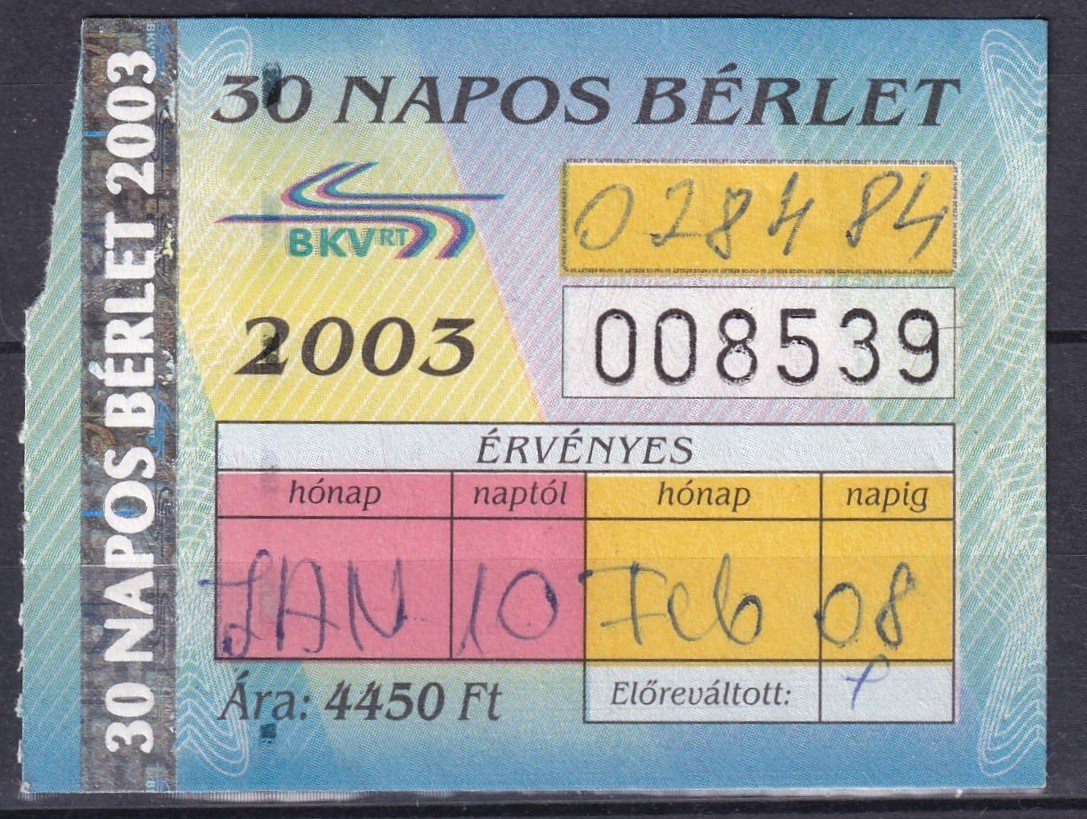 30 NAPOS BÉRLET 2003
30 NAPOS BÉRLET
BKV RT
028484
2003
008539
ÉRVÉNYES
hónap naptól hónap napig
JAN 10 Feb 08
Ára: 4450 Ft
Előreváltott: